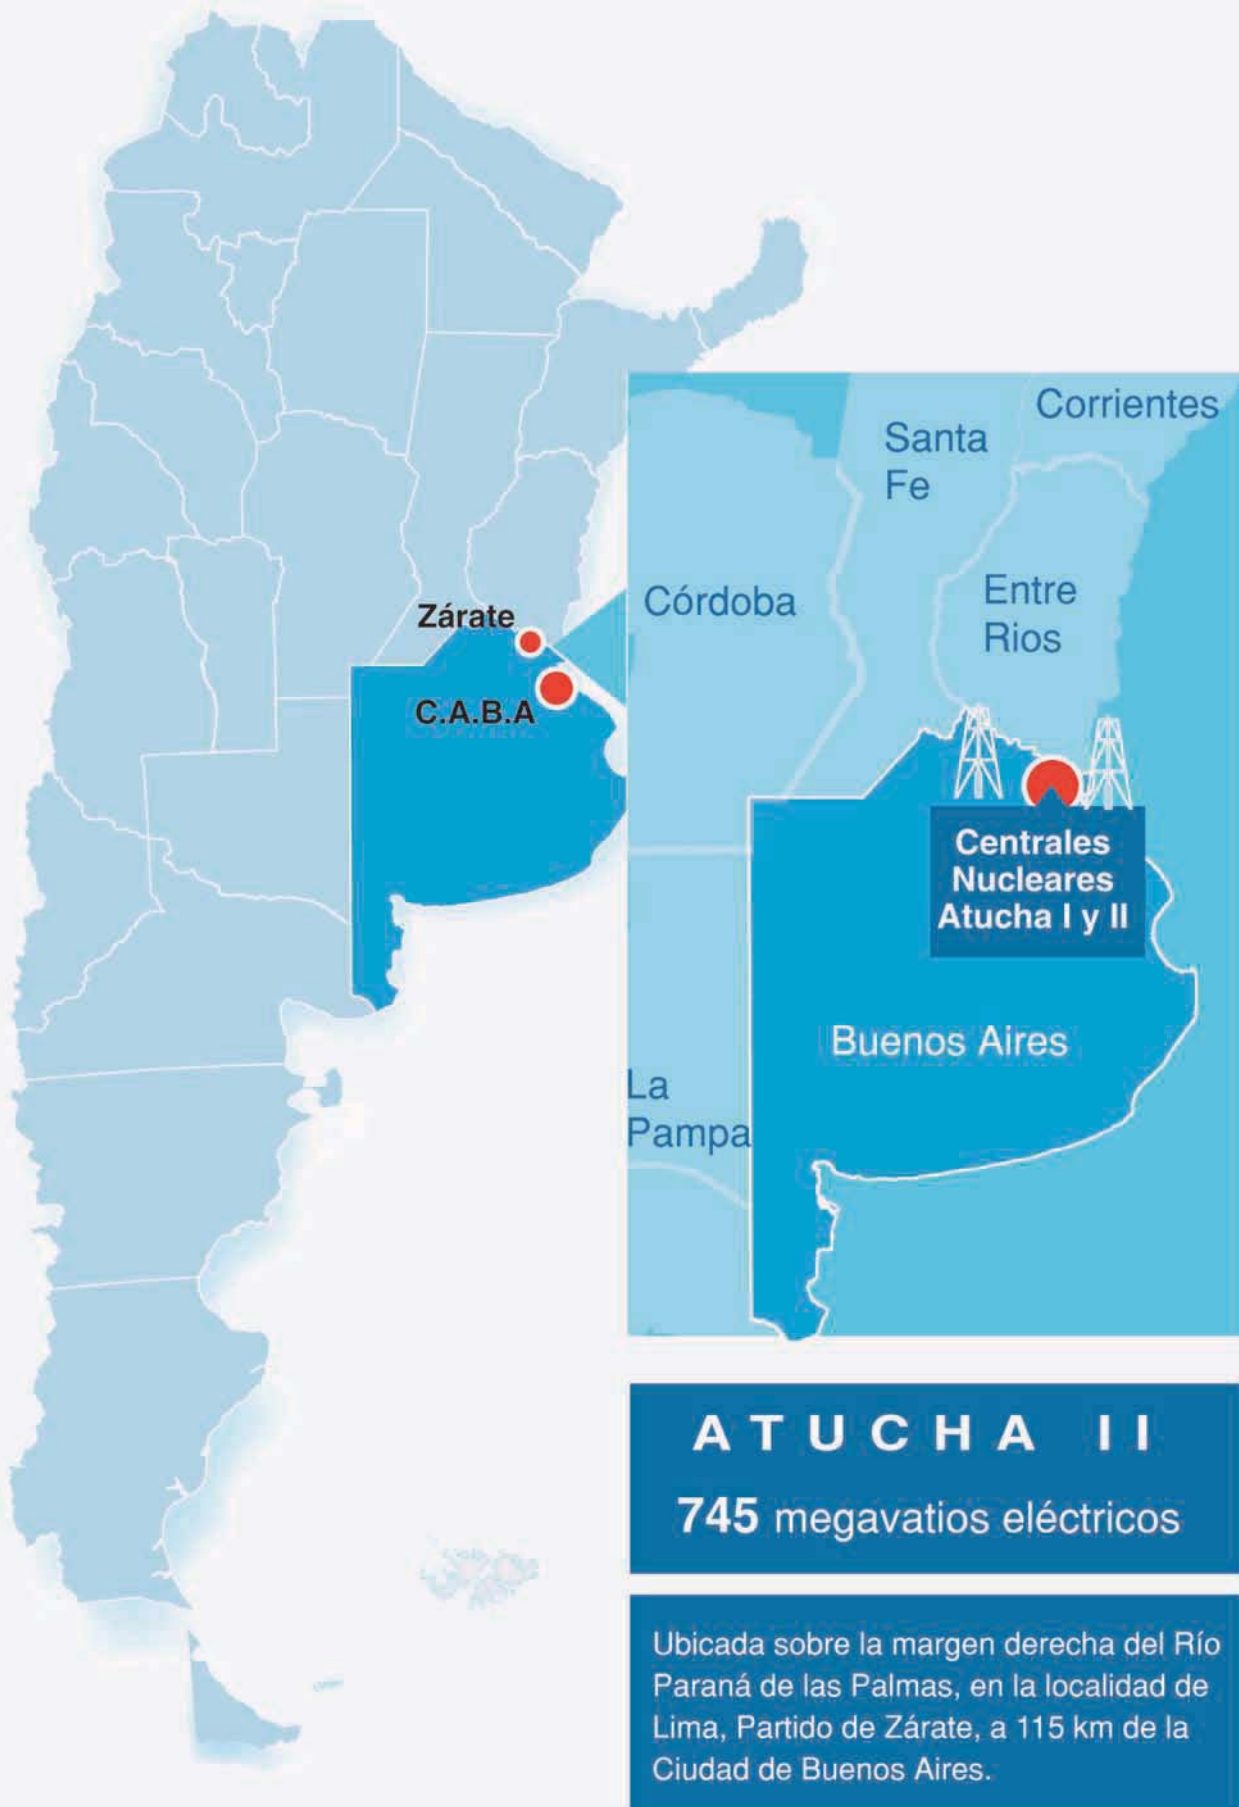 Zárate
C.A.B.A
Corrientes
Santa
Fe
Entre
Rios
Córdoba
Centrales
Nucleares
Atucha I y II
Buenos Aires
La
Pampa
ATUCHA II
745 megavatios eléctricos
Ubicada sobre la margen derecha del Río
Paraná de las Palmas, en la localidad de
Lima, Partido de Zárate, a 115 km de la
Ciudad de Buenos Aires.